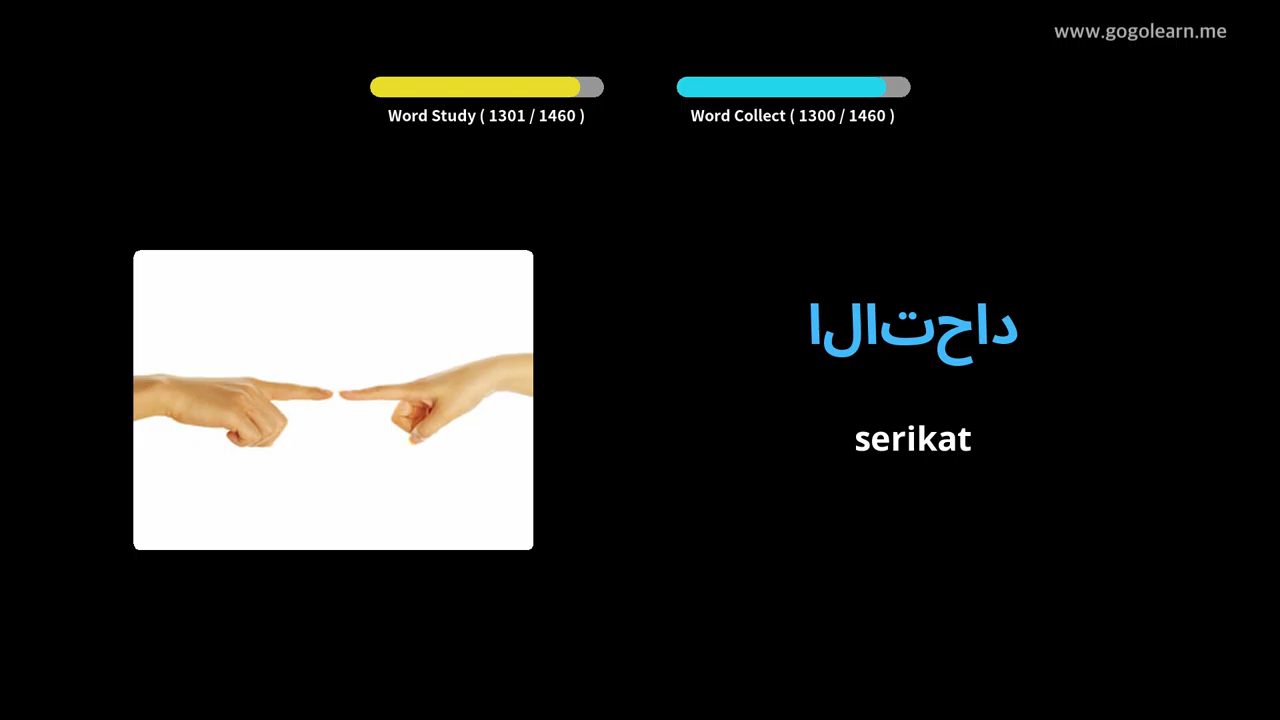 www.gogolearn.me
Word Study ( 1301 / 1460 )
Word Collect ( 1300 / 1460 )
الاتحاد
serikat